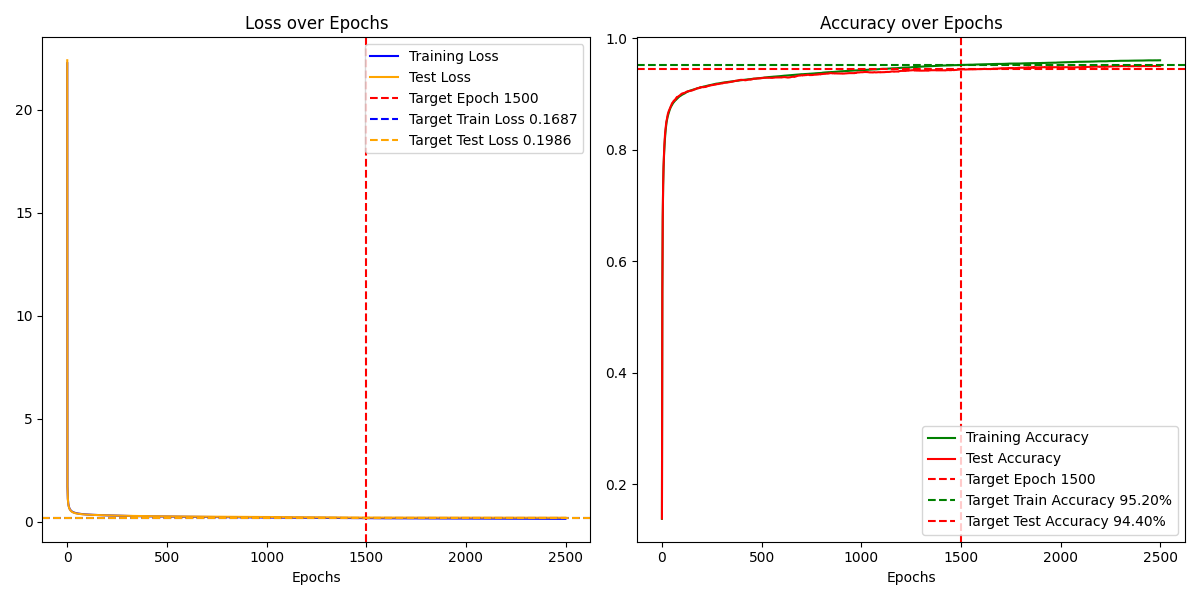 Loss over Epochs
Training Loss
Test Loss
Target Epoch 1500
Target Train Loss 0.1687
Target Test Loss 0.1986
20
15
10
5
0
0 500 1000 1500 2000 2500
Epochs
Accuracy over Epochs
1.0
0.8
0.6
0.4
0.2
Training Accuracy
Test Accuracy
Target Epoch 1500
Target Train Accuracy 95.20%
Target Test Accuracy 94.40%
0 500 1000 1500 2000 2500
Epochs